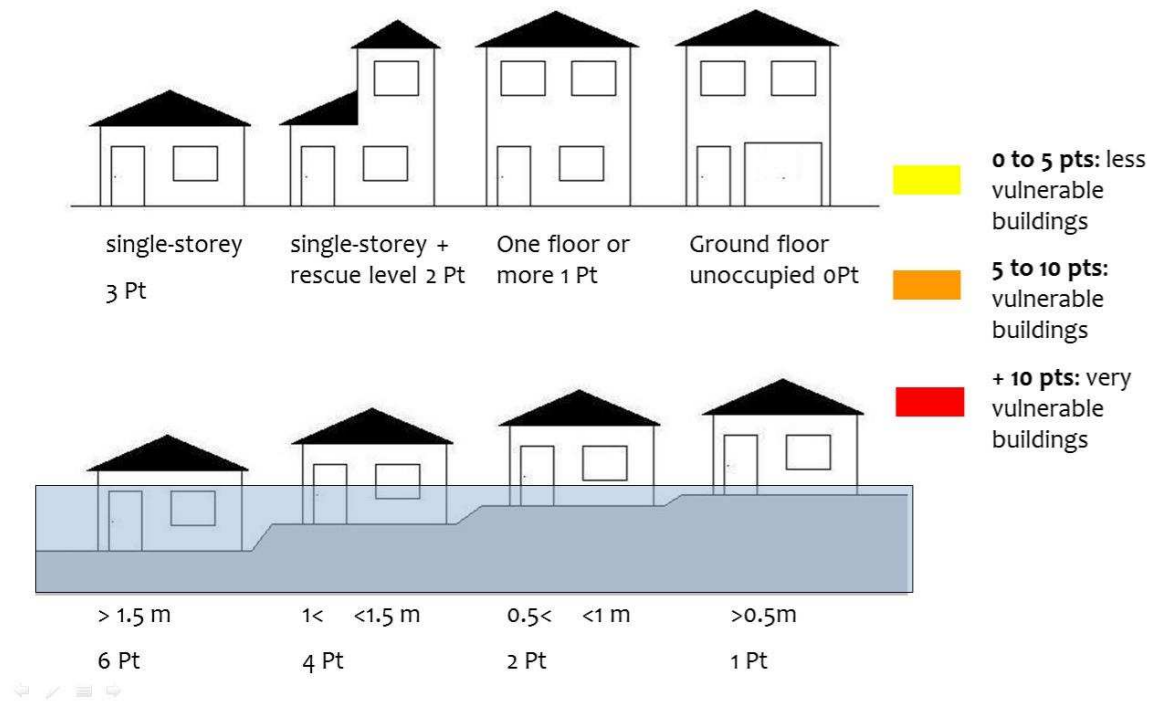 single-storey
3 Pt
single-storey +
rescue level 2 Pt
One floor or
more 1 Pt
Ground floor
unoccupied 0Pt
0 to 5 pts: less
vulnerable
buildings
5 to 10 pts:
vulnerable
buildings
+ 10 pts: very
vulnerable
buildings
> 1.5 m
6 Pt
1< <1.5 m
4 Pt
0.5< <1 m
2 Pt
>0.5m
1 Pt